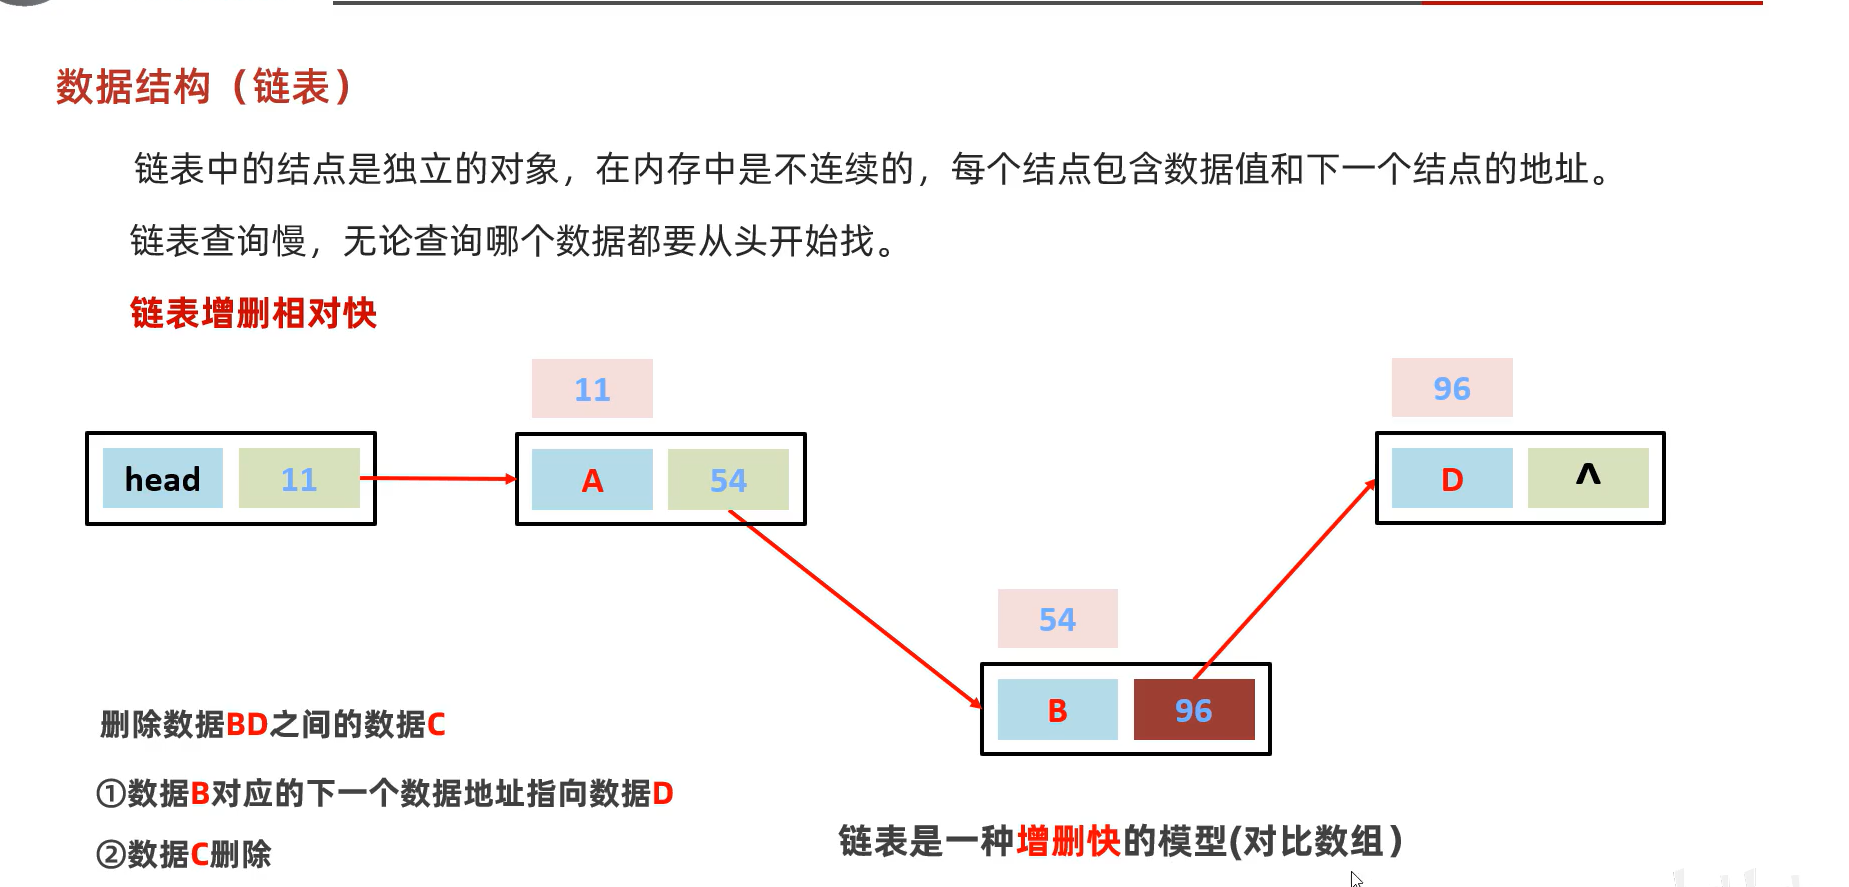 数据结构（链表）
链表中的结点是独立的对象，在内存中是不连续的，每个结点包含数据值和下一个结点的地址。
链表查询慢，无论查询哪个数据都要从头开始找。
链表增删相对快
11
96
head 11
A 54
D ^
54
B 96
删除数据BD之间的数据C
①数据B对应的下一个数据地址指向数据D
②数据C删除
链表是一种增删快的模型(对比数组）